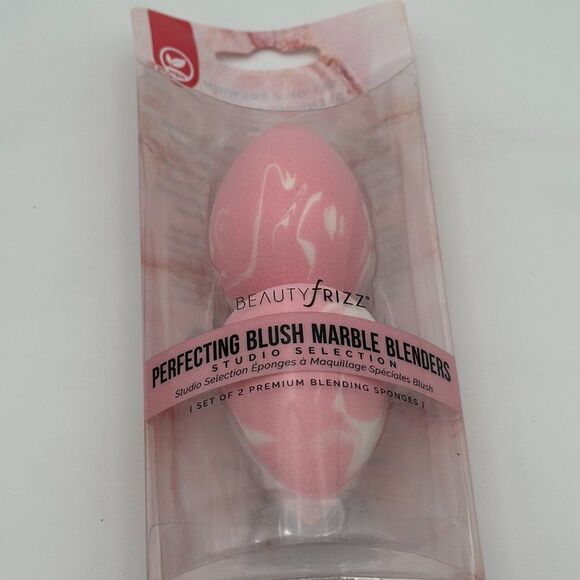 BEAUTYfRIZZ®
PERFECTING BLUSH MARBLE BLENDERS
STUDIO SELECTION
Studio Selection Éponges à Maquillage Spéciales Blush
[ SET OF 2 PREMIUM BLENDING SPONGES ]